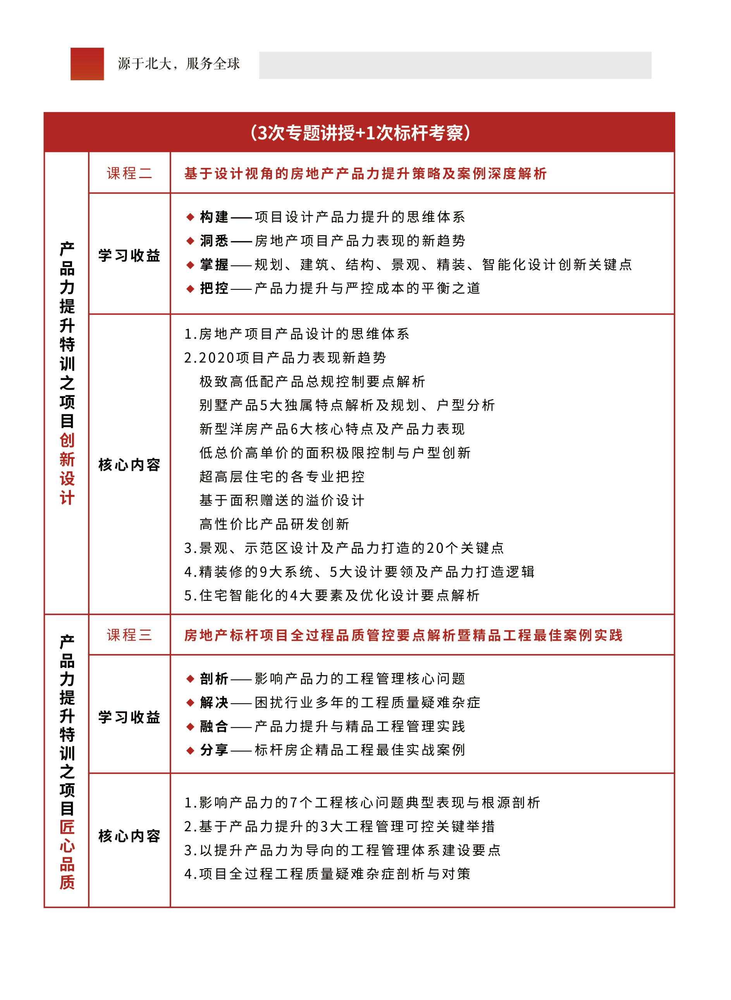 源于北大，服务全球
（3次专题讲授+1次标杆考察）
产品力提升特训之项目创新设计
课程二
基于设计视角的房地产产品力提升策略及案例深度解析
学习收益
◆ 构建——项目设计产品力提升的思维体系
◆ 洞悉——房地产项目产品力表现的新趋势
◆ 掌握——规划、建筑、结构、景观、精装、智能化设计创新关键点
◆ 把控——产品力提升与严控成本的平衡之道
核心内容
1.房地产项目产品设计的思维体系
2.2020项目产品力表现新趋势
极致高低配产品总规控制要点解析
别墅产品5大独属特点解析及规划、户型分析
新型洋房产品6大核心特点及产品力表现
低总价高单价的面积极限控制与户型创新
超高层住宅的各专业把控
基于面积赠送的溢价设计
高性价比产品研发创新
3.景观、示范区设计及产品力打造的20个关键点
4.精装修的9大系统、5大设计要领及产品力打造逻辑
5.住宅智能化的4大要素及优化设计要点解析
产品力提升特训之项目匠心品质
课程三
房地产标杆项目全过程品质管控要点解析暨精品工程最佳案例实践
学习收益
◆ 剖析——影响产品力的工程管理核心问题
◆ 解决——困扰行业多年的工程质量疑难杂症
◆ 融合——产品力提升与精品工程管理实践
◆ 分享——标杆房企精品工程最佳实战案例
核心内容
1.影响产品力的7个工程核心问题典型表现与根源剖析
2.基于产品力提升的3大工程管理可控关键举措
3.以提升产品力为导向的工程管理体系建设要点
4.项目全过程工程质量疑难杂症剖析与对策